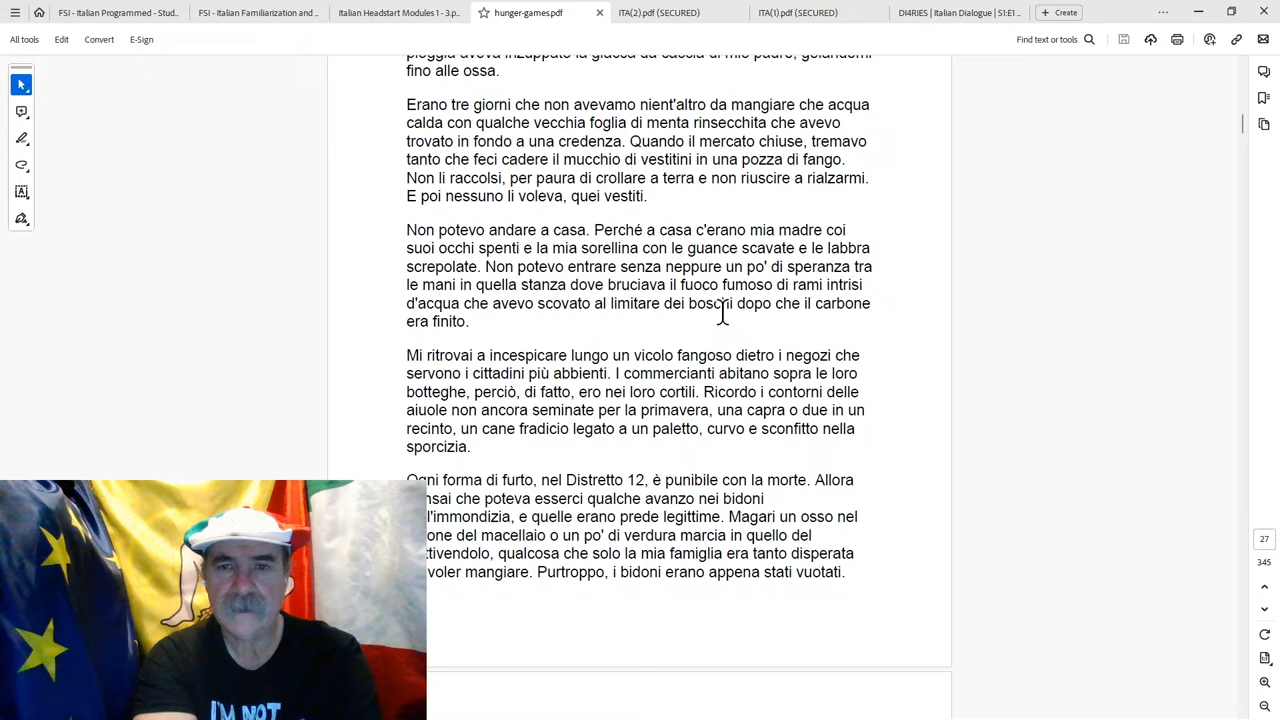 FSI - Italian Programmed - Stud...
FSI - Italian Familiarization and ...
Italian Headstart Modules 1 - 3.p...
hunger-games.pdf
ITA(2).pdf (SECURED)
ITA(1).pdf (SECURED)
DI4RIES | Italian Dialogue | S1:E1 ...
Create
All tools
Edit
Convert
E-Sign
Find text or tools
pioggia aveva inzuppato la giacca da caccia di mio padre, gelandomi
fino alle ossa.
Erano tre giorni che non avevamo nient'altro da mangiare che acqua
calda con qualche vecchia foglia di menta rinsecchita che avevo
trovato in fondo a una credenza. Quando il mercato chiuse, tremavo
tanto che feci cadere il mucchio di vestitini in una pozza di fango.
Non li raccolsi, per paura di crollare a terra e non riuscire a rialzarmi.
E poi nessuno li voleva, quei vestiti.
Non potevo andare a casa. Perché a casa c'erano mia madre coi
suoi occhi spenti e la mia sorellina con le guance scavate e le labbra
screpolate. Non potevo entrare senza neppure un po' di speranza tra
le mani in quella stanza dove bruciava il fuoco fumoso di rami intrisi
d'acqua che avevo scovato al limitare dei boschi dopo che il carbone
era finito.
Mi ritrovai a incespicare lungo un vicolo fangoso dietro i negozi che
servono i cittadini più abbienti. I commercianti abitano sopra le loro
botteghe, perciò, di fatto, ero nei loro cortili. Ricordo i contorni delle
aiuole non ancora seminate per la primavera, una capra o due in un
recinto, un cane fradicio legato a un paletto, curvo e sconfitto nella
sporcizia.
Ogni forma di furto, nel Distretto 12, è punibile con la morte. Allora
nsai che poteva esserci qualche avanzo nei bidoni
l'immondizia, e quelle erano prede legittime. Magari un osso nel
one del macellaio o un po' di verdura marcia in quello del
ttivendolo, qualcosa che solo la mia famiglia era tanto disperata
voler mangiare. Purtroppo, i bidoni erano appena stati vuotati.
27
345
I'M NOT